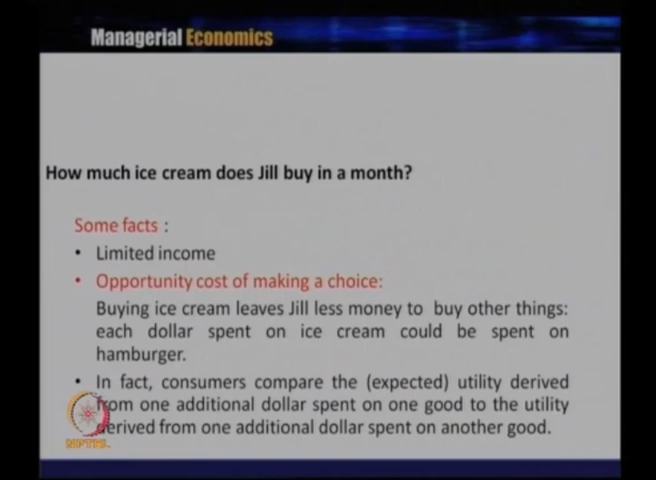 Managerial Economics
How much ice cream does Jill buy in a month?
Some facts :
• Limited income
• Opportunity cost of making a choice:
Buying ice cream leaves Jill less money to buy other things:
each dollar spent on ice cream could be spent on
hamburger.
• In fact, consumers compare the (expected) utility derived
from one additional dollar spent on one good to the utility
derived from one additional dollar spent on another good.
NPTEL